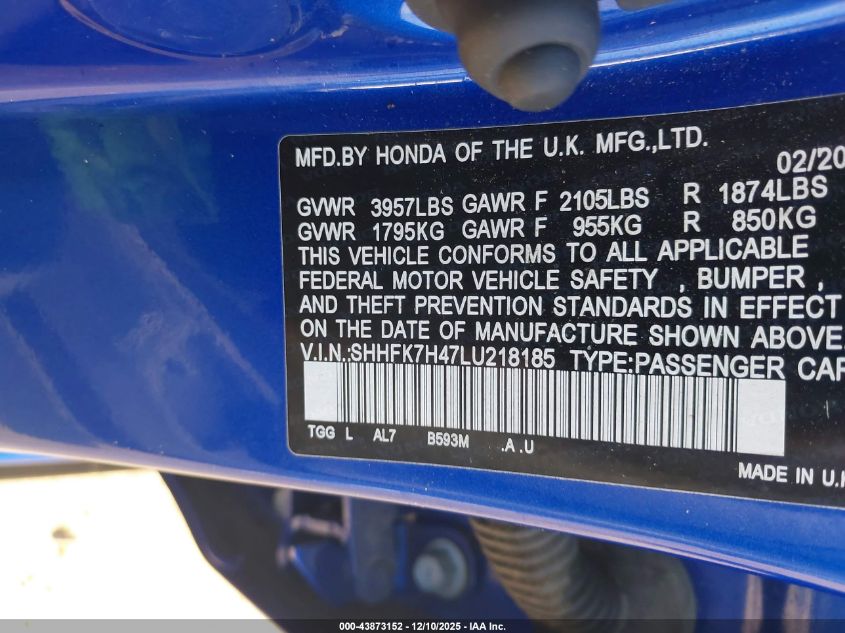 MFD.BY HONDA OF THE U.K. MFG.,LTD.
02/20
GVWR 3957LBS GAWR F 2105LBS R 1874LBS
GVWR 1795KG GAWR F 955KG R 850KG
THIS VEHICLE CONFORMS TO ALL APPLICABLE
FEDERAL MOTOR VEHICLE SAFETY , BUMPER ,
AND THEFT PREVENTION STANDARDS IN EFFECT
ON THE DATE OF MANUFACTURE SHOWN ABOVE.
V.I.N.:SHHFK7H47LU218185 TYPE:PASSENGER CAR
TGG L AL7 B593M .A .U
MADE IN U.K
000-43873152 - 12/10/2025 - IAA Inc.